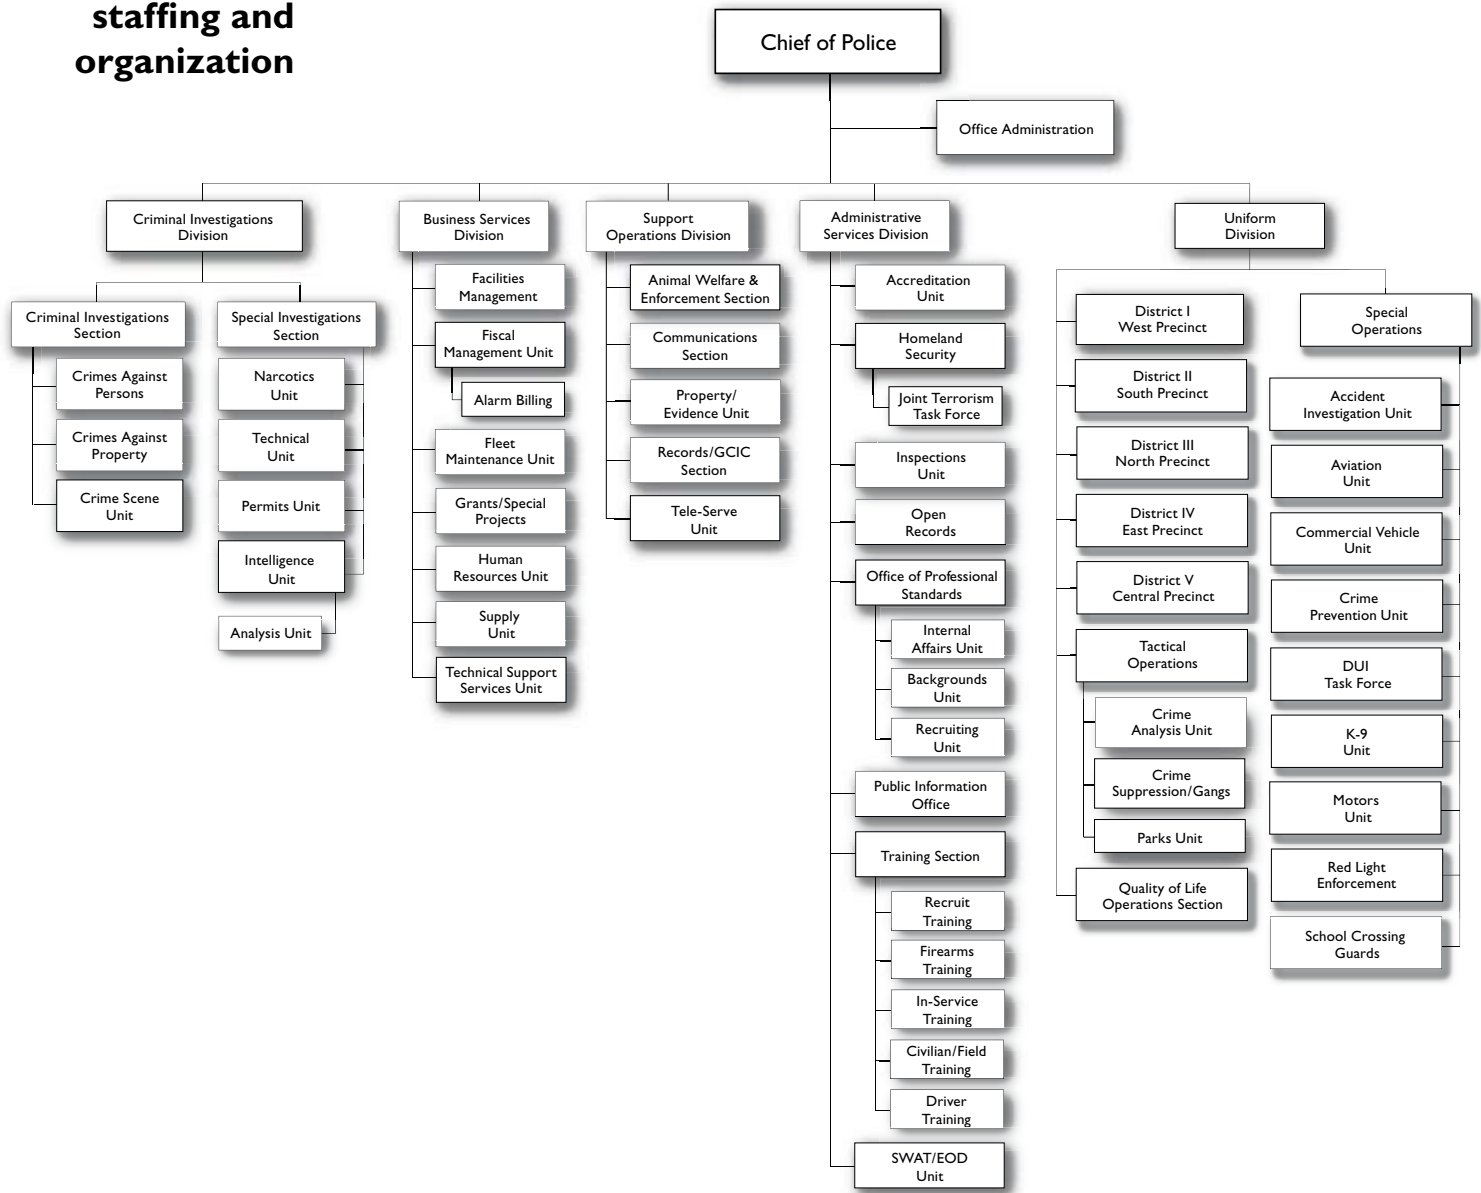 staffing and
organization
Chief of Police
Office Administration
Criminal Investigations
Division
Criminal Investigations
Section
Crimes Against
Persons
Crimes Against
Property
Crime Scene
Unit
Special Investigations
Section
Narcotics
Unit
Technical
Unit
Permits Unit
Intelligence
Unit
Analysis Unit
Business Services
Division
Facilities
Management
Fiscal
Management Unit
Alarm Billing
Fleet
Maintenance Unit
Grants/Special
Projects
Human
Resources Unit
Supply
Unit
Technical Support
Services Unit
Support
Operations Division
Animal Welfare &
Enforcement Section
Communications
Section
Property/
Evidence Unit
Records/GCIC
Section
Tele-Serve
Unit
Administrative
Services Division
Accreditation
Unit
Homeland
Security
Joint Terrorism
Task Force
Inspections
Unit
Open
Records
Office of Professional
Standards
Internal
Affairs Unit
Backgrounds
Unit
Recruiting
Unit
Public Information
Office
Training Section
Recruit
Training
Firearms
Training
In-Service
Training
Civilian/Field
Training
Driver
Training
SWAT/EOD
Unit
Uniform
Division
District I
West Precinct
District II
South Precinct
District III
North Precinct
District IV
East Precinct
District V
Central Precinct
Tactical
Operations
Crime
Analysis Unit
Crime
Suppression/Gangs
Parks Unit
Quality of Life
Operations Section
Special
Operations
Accident
Investigation Unit
Aviation
Unit
Commercial Vehicle
Unit
Crime
Prevention Unit
DUI
Task Force
K-9
Unit
Motors
Unit
Red Light
Enforcement
School Crossing
Guards